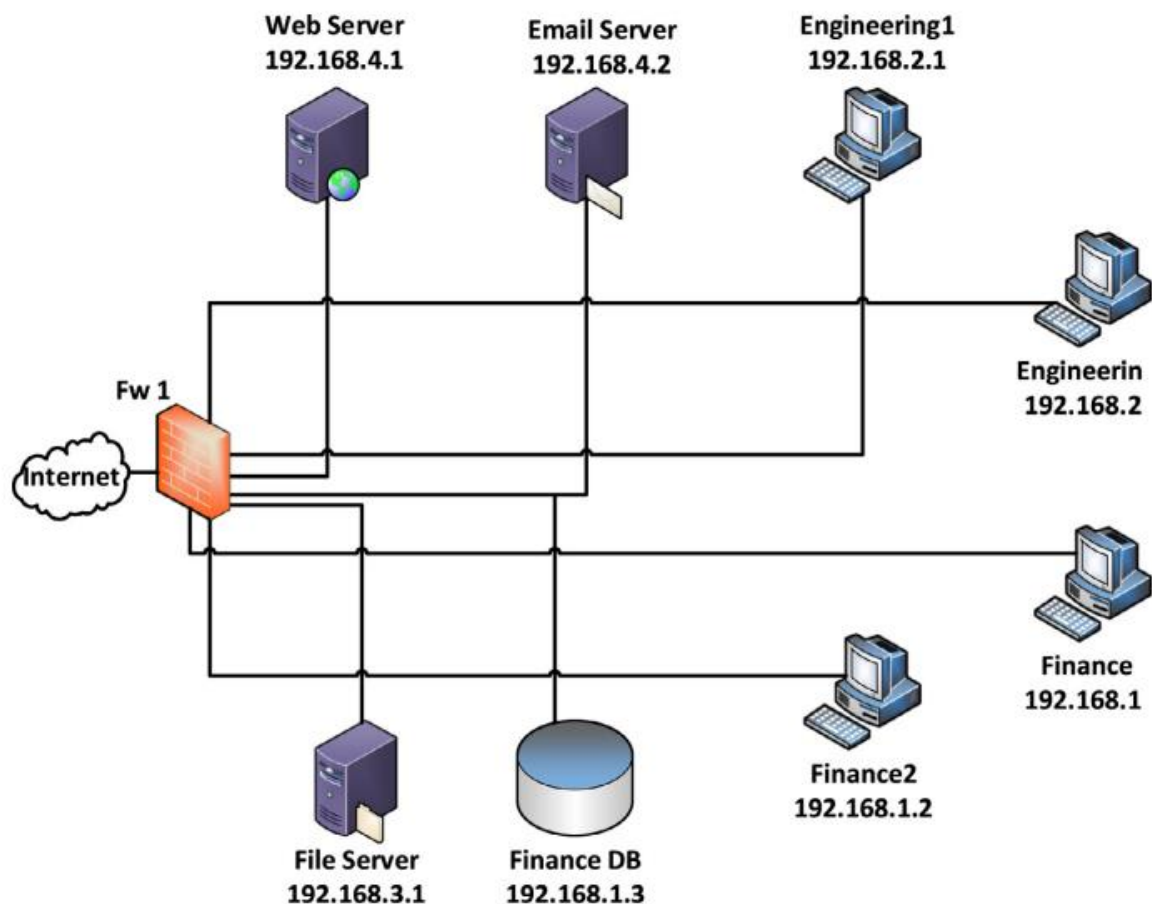 Web Server
192.168.4.1
Email Server
192.168.4.2
Engineering1
192.168.2.1
Engineerin
192.168.2
Fw 1
Internet
Finance
192.168.1
Finance2
192.168.1.2
File Server
192.168.3.1
Finance DB
192.168.1.3